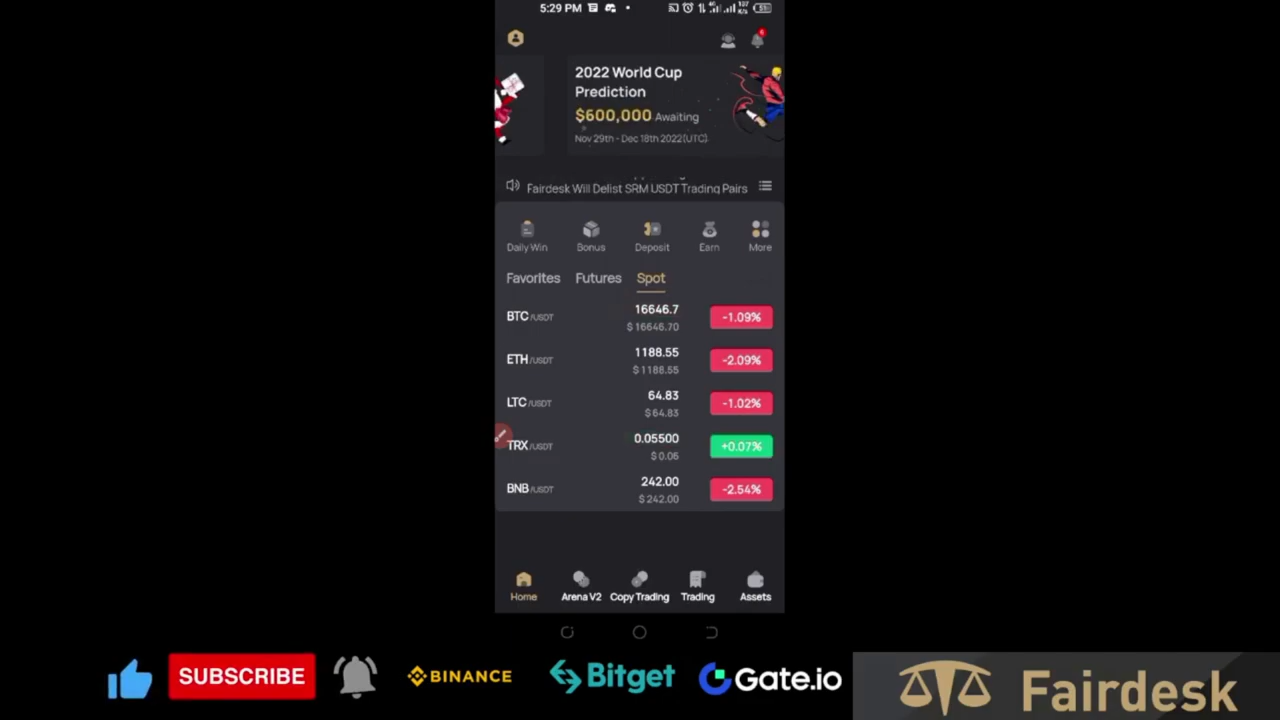 5:29 PM
2022 World Cup
Prediction
$600,000 Awaiting
Nov 29th - Dec 18th 2022(UTC)
Fairdesk Will Delist SRM USDT Trading Pairs
Daily Win Bonus Deposit Earn More
Favorites Futures Spot
BTC /USDT 16646.7 -1.09%
$ 16646.70
ETH /USDT 1188.55 -2.09%
$ 1188.55
LTC /USDT 64.83 -1.02%
$ 64.83
TRX /USDT 0.05500 +0.07%
$ 0.06
BNB /USDT 242.00 -2.54%
$ 242.00
Home Arena V2 Copy Trading Trading Assets
SUBSCRIBE BINANCE Bitget Gate.io Fairdesk